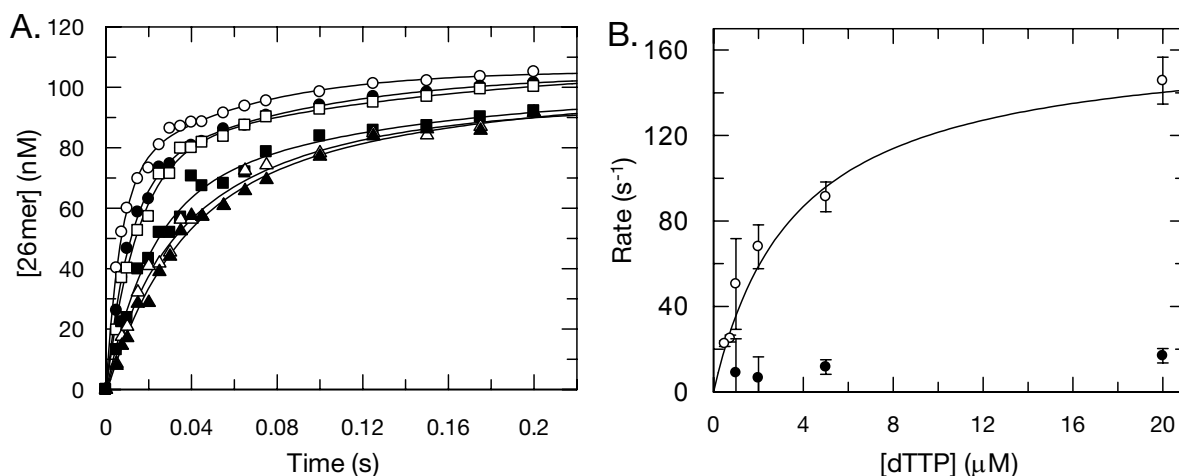 A.
[26mer] (nM)
120
100
80
60
40
20
0
0 0.04 0.08 0.12 0.16 0.2
Time (s)
B.
Rate (s⁻¹)
160
120
80
40
0
0 4 8 12 16 20
[dTTP] (μM)